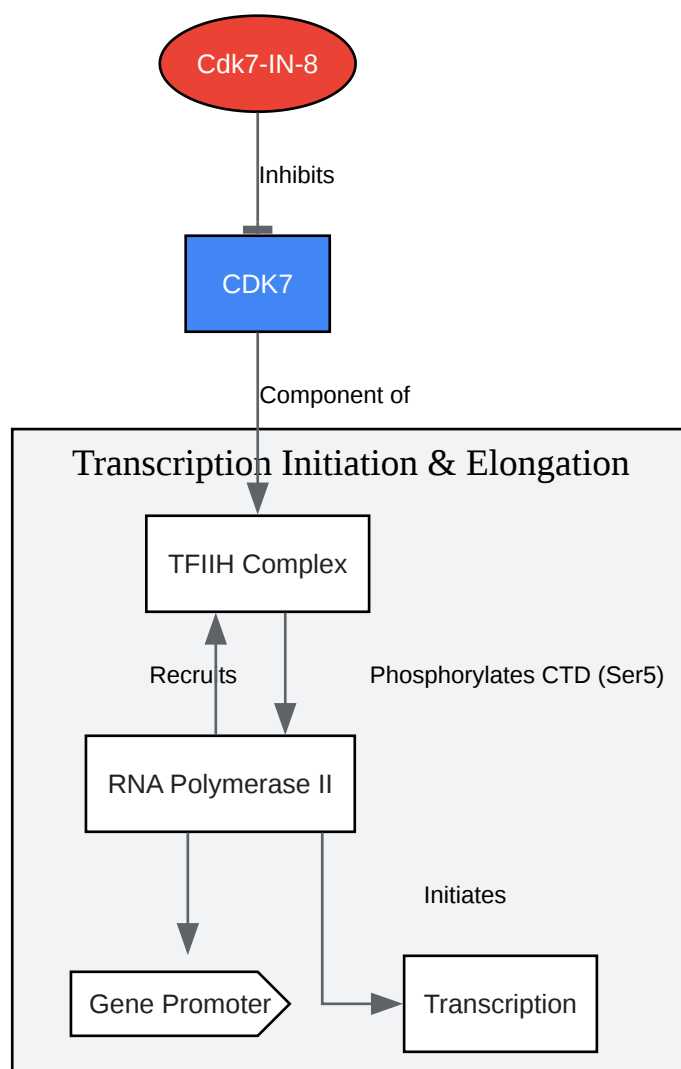 Cdk7-IN-8
Inhibits
CDK7
Component of
Transcription Initiation & Elongation
TFIIH Complex
Recruits
Phosphorylates CTD (Ser5)
RNA Polymerase II
Initiates
Gene Promoter
Transcription